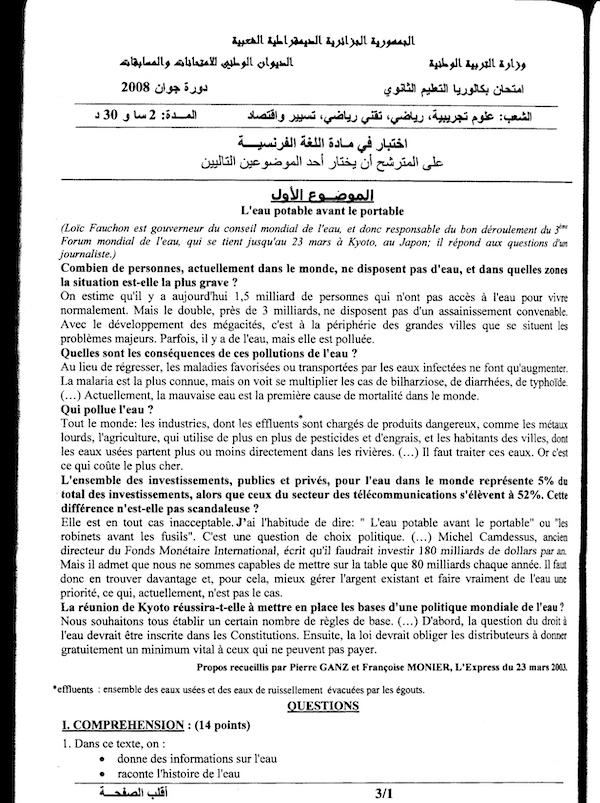 الجمهورية الجزائرية الديمقراطية الشعبية
وزارة التربية الوطنية الديوان الوطني للامتحانات والمسابقات
امتحان بكالوريا التعليم الثانوي دورة جوان 2008
الشعب: علوم تجريبية، رياضي، تقني رياضي، تسيير واقتصاد المـدة: 2 سا و 30 د
اختبار في مـادة اللغة الفرنسيـــة
على المترشح أن يختار أحد الموضوعين التاليين
الموضـوع الأول
L'eau potable avant le portable
(Loïc Fauchon est gouverneur du conseil mondial de l'eau, et donc responsable du bon déroulement du 3ème
Forum mondial de l'eau, qui se tient jusqu'au 23 mars à Kyoto, au Japon; il répond aux questions d'un
journaliste.)
Combien de personnes, actuellement dans le monde, ne disposent pas d'eau, et dans quelles zones
la situation est-elle la plus grave ?
On estime qu'il y a aujourd'hui 1,5 milliard de personnes qui n'ont pas accès à l'eau pour vivre
normalement. Mais le double, près de 3 milliards, ne disposent pas d'un assainissement convenable.
Avec le développement des mégacités, c'est à la périphérie des grandes villes que se situent les
problèmes majeurs. Parfois, il y a de l'eau, mais elle est polluée.
Quelles sont les conséquences de ces pollutions de l'eau ?
Au lieu de régresser, les maladies favorisées ou transportées par les eaux infectées ne font qu'augmenter.
La malaria est la plus connue, mais on voit se multiplier les cas de bilharziose, de diarrhées, de typhoïde.
(…) Actuellement, la mauvaise eau est la première cause de mortalité dans le monde.
Qui pollue l'eau ?
Tout le monde: les industries, dont les effluents* sont chargés de produits dangereux, comme les métaux
lourds, l'agriculture, qui utilise de plus en plus de pesticides et d'engrais, et les habitants des villes, dont
les eaux usées partent plus ou moins directement dans les rivières. (…) Il faut traiter ces eaux. Or c'est
ce qui coûte le plus cher.
L'ensemble des investissements, publics et privés, pour l'eau dans le monde représente 5% du
total des investissements, alors que ceux du secteur des télécommunications s'élèvent à 52%. Cette
différence n'est-elle pas scandaleuse ?
Elle est en tout cas inacceptable. J'ai l'habitude de dire: " L'eau potable avant le portable" ou "les
robinets avant les fusils". C'est une question de choix politique. (…) Michel Camdessus, ancien
directeur du Fonds Monétaire International, écrit qu'il faudrait investir 180 milliards de dollars par an.
Mais il admet que nous ne sommes capables de mettre sur la table que 80 milliards chaque année. Il faut
donc en trouver davantage et, pour cela, mieux gérer l'argent existant et faire vraiment de l'eau une
priorité, ce qui, actuellement, n'est pas le cas.
La réunion de Kyoto réussira-t-elle à mettre en place les bases d'une politique mondiale de l'eau ?
Nous souhaitons tous établir un certain nombre de règles de base. (…) D'abord, la question du droit à
l'eau devrait être inscrite dans les Constitutions. Ensuite, la loi devrait obliger les distributeurs à donner
gratuitement un minimum vital à ceux qui ne peuvent pas payer.
Propos recueillis par Pierre GANZ et Françoise MONIER, L'Express du 23 mars 2003.
*effluents : ensemble des eaux usées et des eaux de ruissellement évacuées par les égouts.
QUESTIONS
I. COMPREHENSION : (14 points)
1. Dans ce texte, on :
• donne des informations sur l'eau
• raconte l'histoire de l'eau
أقلب الصفحـــة 3/1